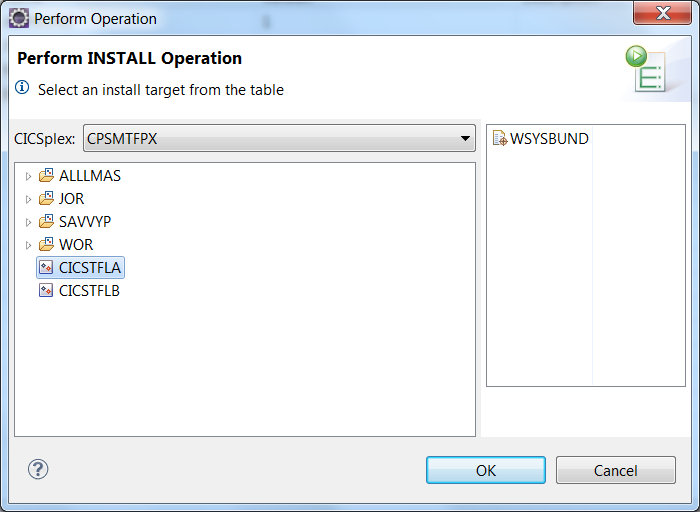 Perform Operation
Perform INSTALL Operation
Select an install target from the table
CICSplex: CPSMTFPX
WSYSBUND
ALLLMAS
JOR
SAVVYP
WOR
CICSTFLA
CICSTFLB
OK
Cancel